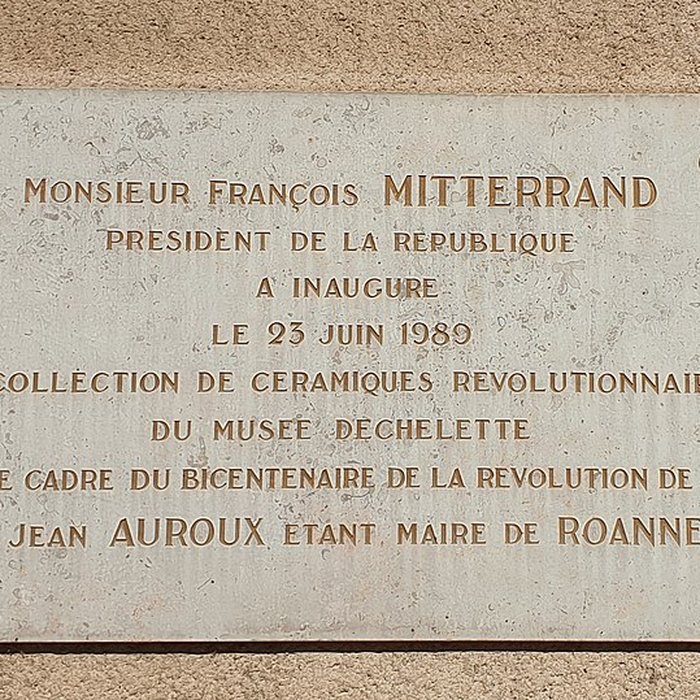 MONSIEUR FRANÇOIS MITTERRAND
PRESIDENT DE LA REPUBLIQUE
A INAUGURE
LE 23 JUIN 1989
COLLECTION DE CERAMIQUES REVOLUTIONNAI
DU MUSEE DECHELETTE
E CADRE DU BICENTENAIRE DE LA REVOLUTION DE
JEAN AUROUX ETANT MAIRE DE ROANNE